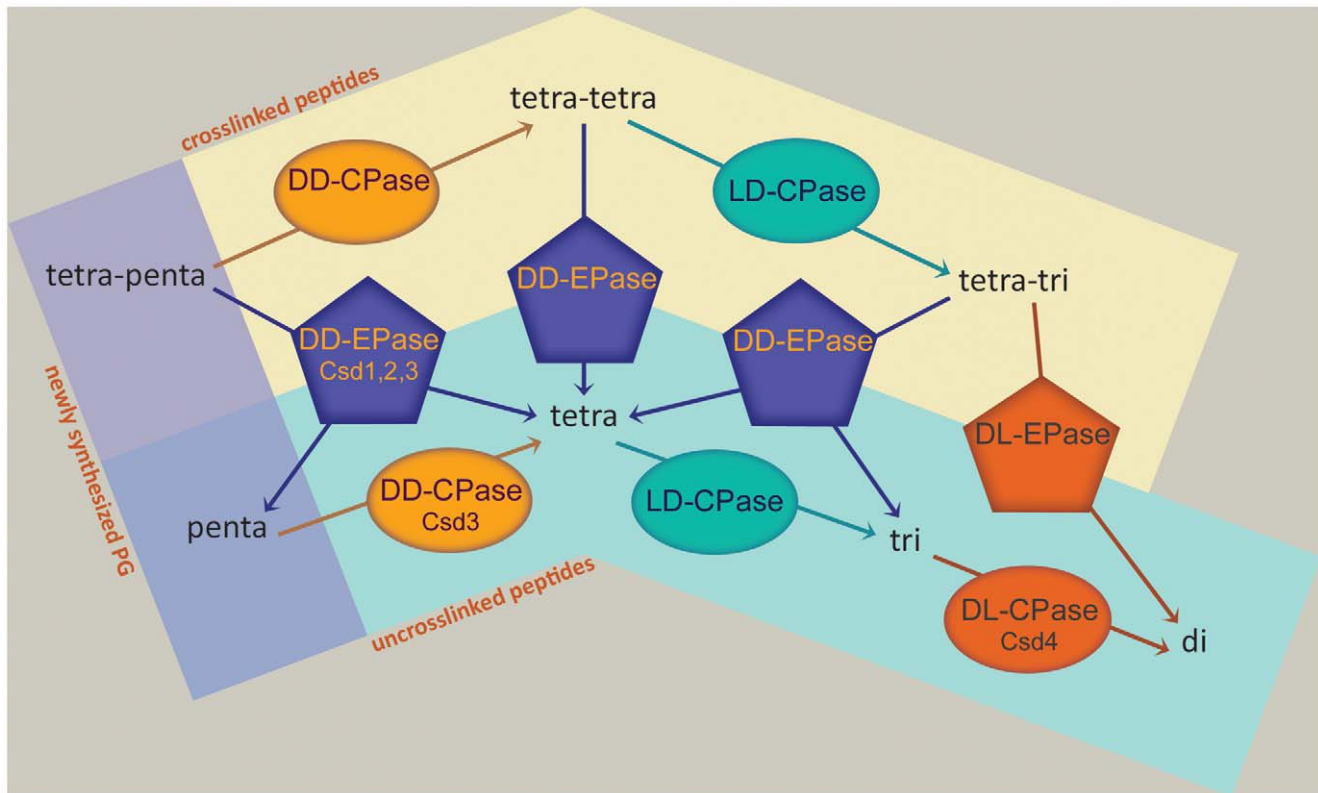 crosslinked peptides
tetra-tetra
DD-CPase
LD-CPase
tetra-penta
DD-EPase
tetra-tri
DD-EPase
Csd1,2,3
DD-EPase
newly synthesized PG
tetra
DL-EPase
DD-CPase
Csd3
LD-CPase
penta
tri
uncrosslinked peptides
DL-CPase
Csd4
di